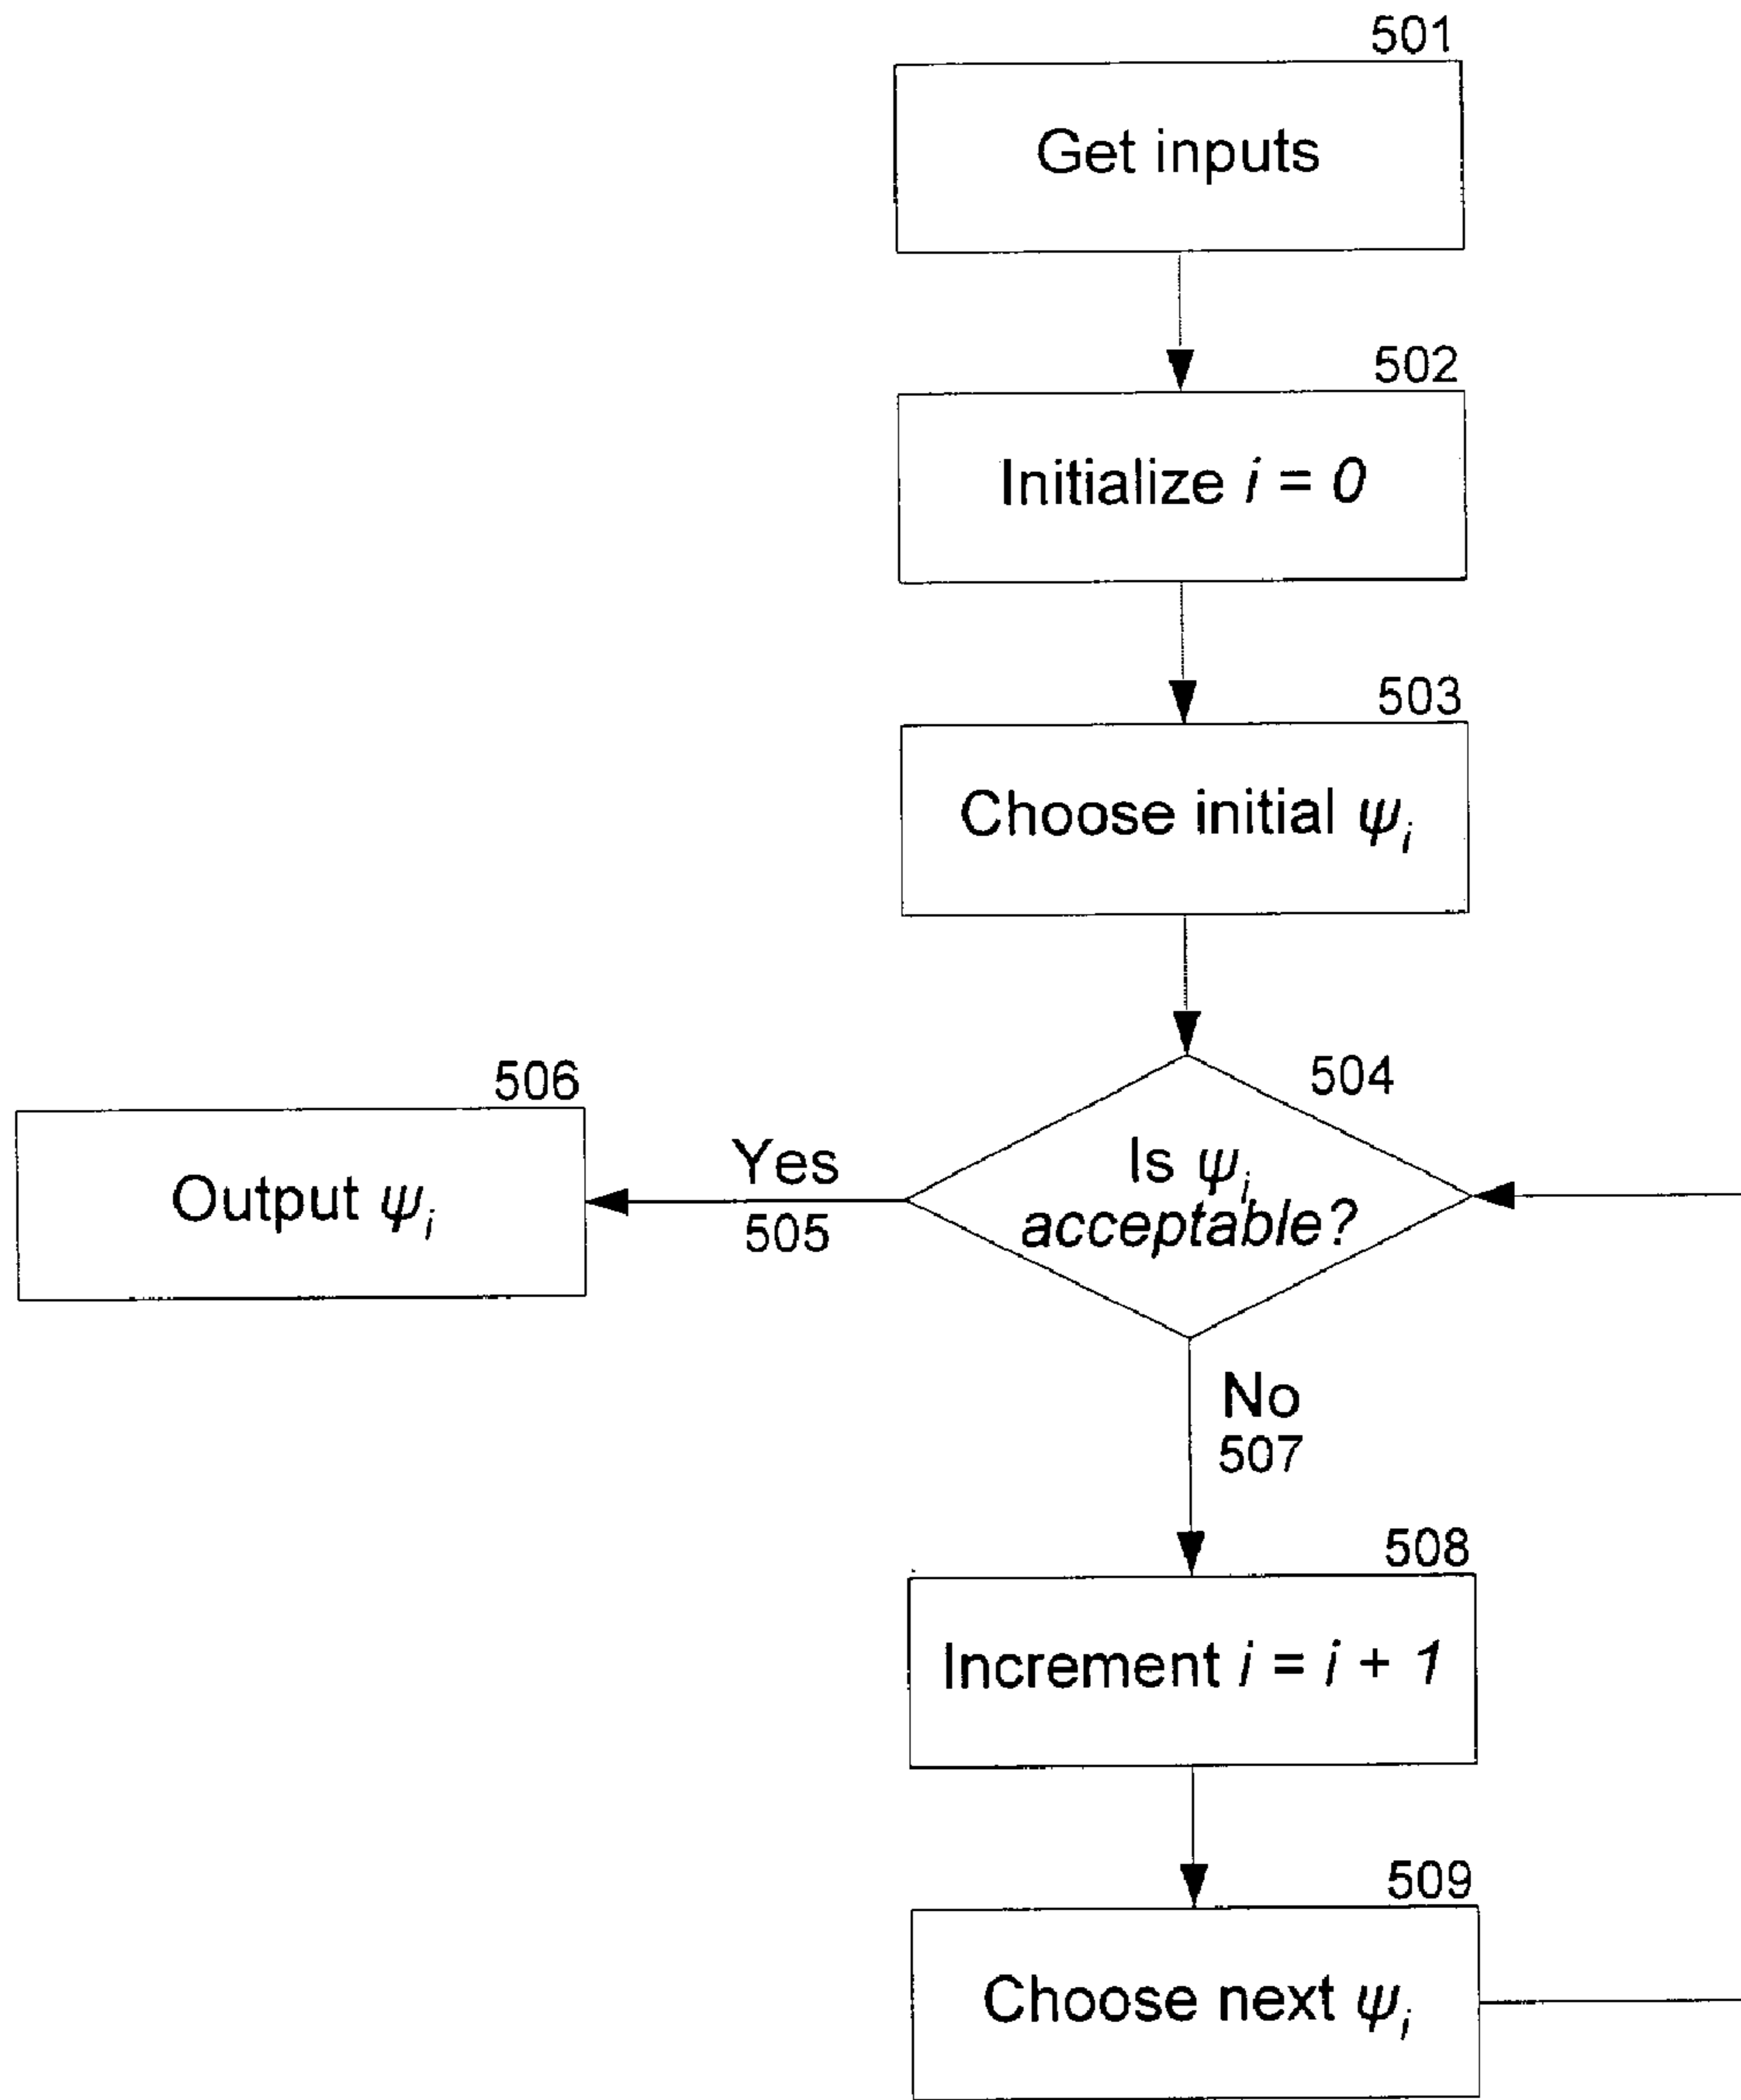 501
Get inputs
502
Initialize i = 0
503
Choose initial ψi
504
Is ψi
acceptable?
Yes
505
506
Output ψi
No
507
508
Increment i = i + 1
509
Choose next ψi